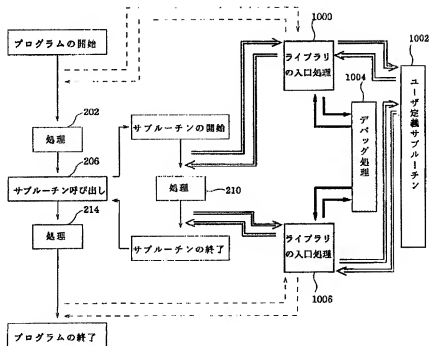 プログラムの開始
202
処理
206
サブルーチン呼び出し
214
処理
プログラムの終了
サブルーチンの開始
処理
210
サブルーチンの終了
1000
ライブラリ
の入口処理
1004
デバッグ処理
1002
ユーザ定義サブルーチン
ライブラリ
の入口処理
1006